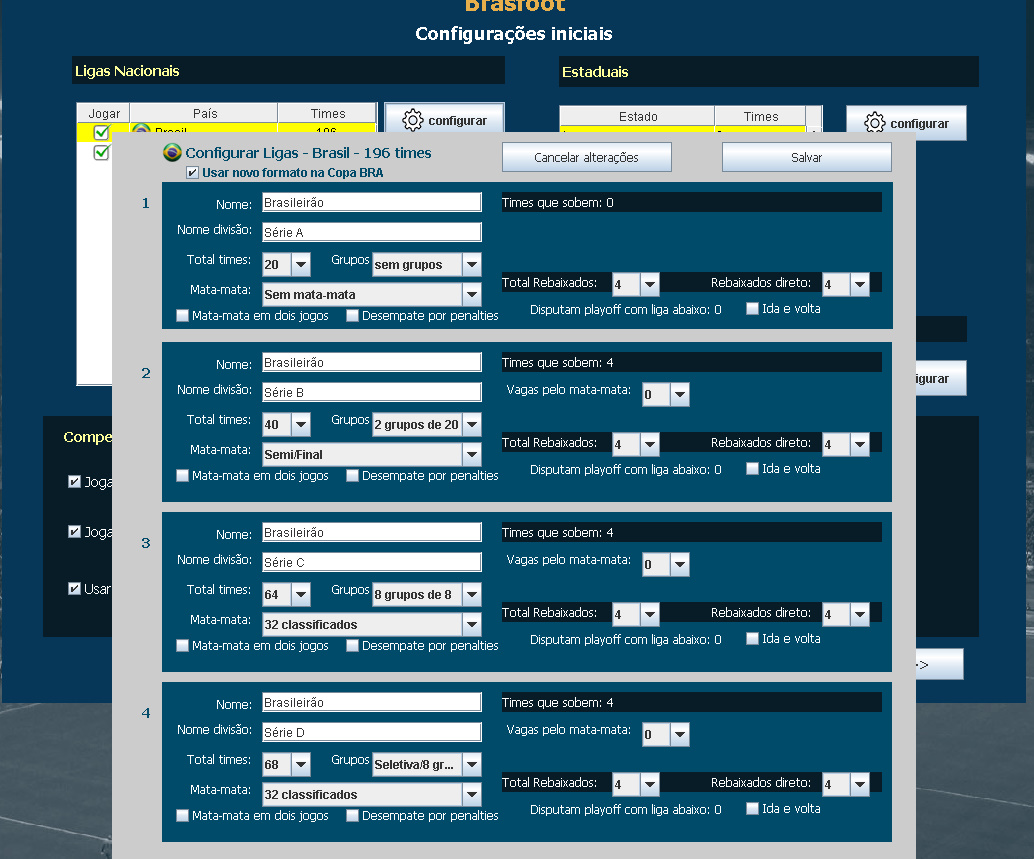 Brasfoot
Configurações iniciais
Ligas Nacionais
Estaduais
Jogar País Times
configurar
Estado Times
configurar
Brasil 196
Configurar Ligas - Brasil - 196 times
Cancelar alterações
Salvar
Usar novo formato na Copa BRA
1
Nome: Brasileirão
Times que sobem: 0
Nome divisão: Série A
Total times: 20 Grupos sem grupos
Total Rebaixados: 4 Rebaixados direto: 4
Mata-mata: Sem mata-mata
Disputam playoff com liga abaixo: 0 Ida e volta
Mata-mata em dois jogos Desempate por penalties
2
Nome: Brasileirão
Times que sobem: 4
Nome divisão: Série B
Vagas pelo mata-mata: 0
Total times: 40 Grupos 2 grupos de 20
Total Rebaixados: 4 Rebaixados direto: 4
Mata-mata: Semi/Final
Disputam playoff com liga abaixo: 0 Ida e volta
Mata-mata em dois jogos Desempate por penalties
3
Nome: Brasileirão
Times que sobem: 4
Nome divisão: Série C
Vagas pelo mata-mata: 0
Total times: 64 Grupos 8 grupos de 8
Total Rebaixados: 4 Rebaixados direto: 4
Mata-mata: 32 classificados
Disputam playoff com liga abaixo: 0 Ida e volta
Mata-mata em dois jogos Desempate por penalties
4
Nome: Brasileirão
Times que sobem: 4
Nome divisão: Série D
Vagas pelo mata-mata: 0
Total times: 68 Grupos Seletiva/8 gr...
Total Rebaixados: 4 Rebaixados direto: 4
Mata-mata: 32 classificados
Disputam playoff com liga abaixo: 0 Ida e volta
Mata-mata em dois jogos Desempate por penalties
igurar
Compe
Joga
Joga
Usar
->